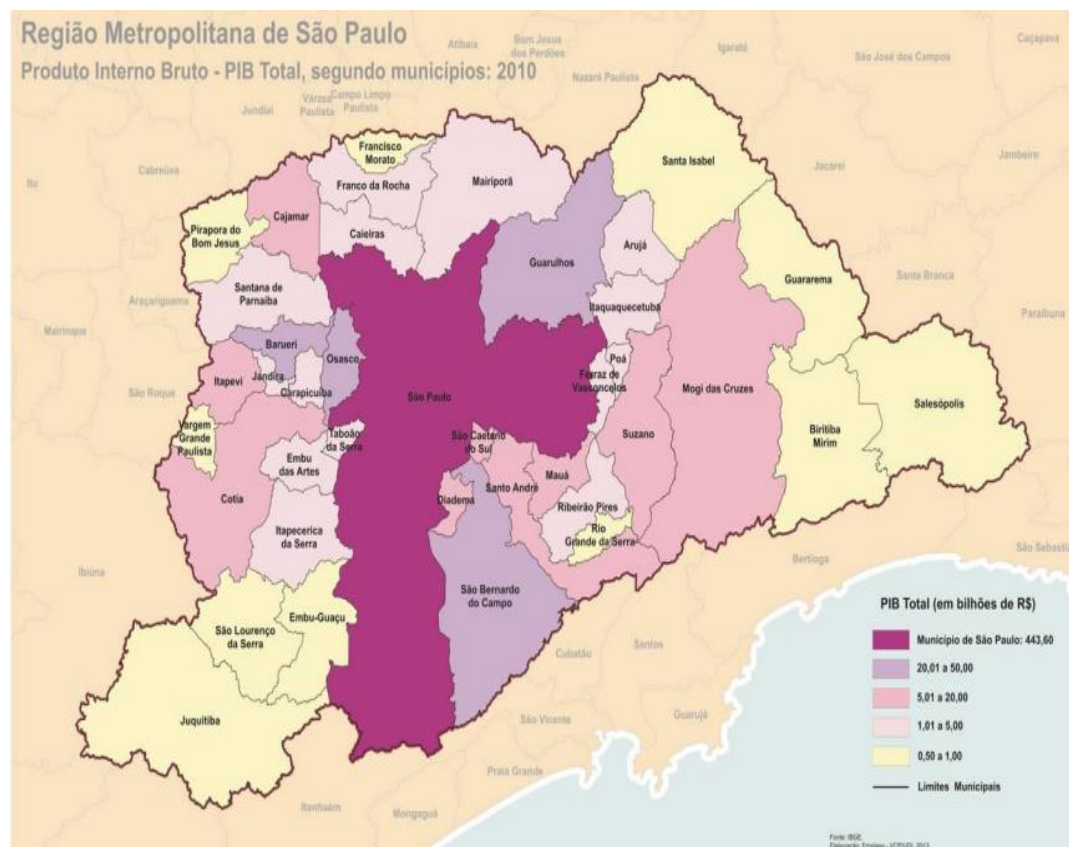 Região Metropolitana de São Paulo
Produto Interno Bruto - PIB Total, segundo municípios: 2010
Atibaia
Bom Jesus
dos Perdões
Igaratá
Caçapava
São José dos Campos
Nazaré Paulista
Jundiaí
Várzea
Paulista
Campo Limpo
Paulista
Francisco
Morato
Santa Isabel
Jambeiro
Itu
Cabreúva
Franco da Rocha
Mairiporã
Jacareí
Cajamar
Pirapora do
Bom Jesus
Caieiras
Arujá
Guarulhos
Santana de
Parnaíba
Guararema
Santa Branca
Araçariguama
Itaquaquecetuba
Paraibuna
Mairinque
Barueri
Osasco
Poá
Itapevi
Jandira
Carapicuíba
Ferraz de
Vasconcelos
Mogi das Cruzes
São Roque
São Paulo
Salesópolis
Vargem
Grande
Paulista
Taboão
da Serra
São Caetano
do Sul
Suzano
Biritiba
Mirim
Embu
das Artes
Mauá
Cotia
Diadema
Santo André
Ribeirão Pires
Itapecerica
da Serra
Rio
Grande da Serra
São Sebastiã
Bertioga
Ibiúna
São Bernardo
do Campo
Embu-Guaçu
São Lourenço
da Serra
Cubatão
Santos
Juquitiba
São Vicente
Guarujá
Praia Grande
Itanhaém
Mongaguá
PIB Total (em bilhões de R$)
Município de São Paulo: 443,60
20,01 a 50,00
5,01 a 20,00
1,01 a 5,00
0,50 a 1,00
Limites Municipais
Fonte: IBGE.